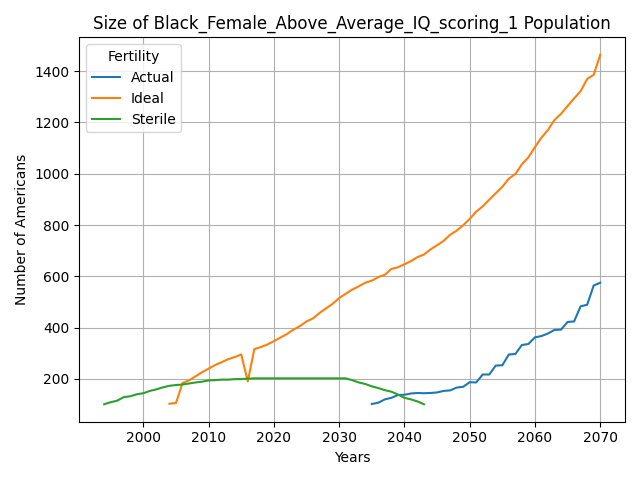 Size of Black_Female_Above_Average_IQ_scoring_1 Population
Fertility
Actual
Ideal
Sterile
1400
1200
1000
800
600
400
200
Number of Americans
2000 2010 2020 2030 2040 2050 2060 2070
Years